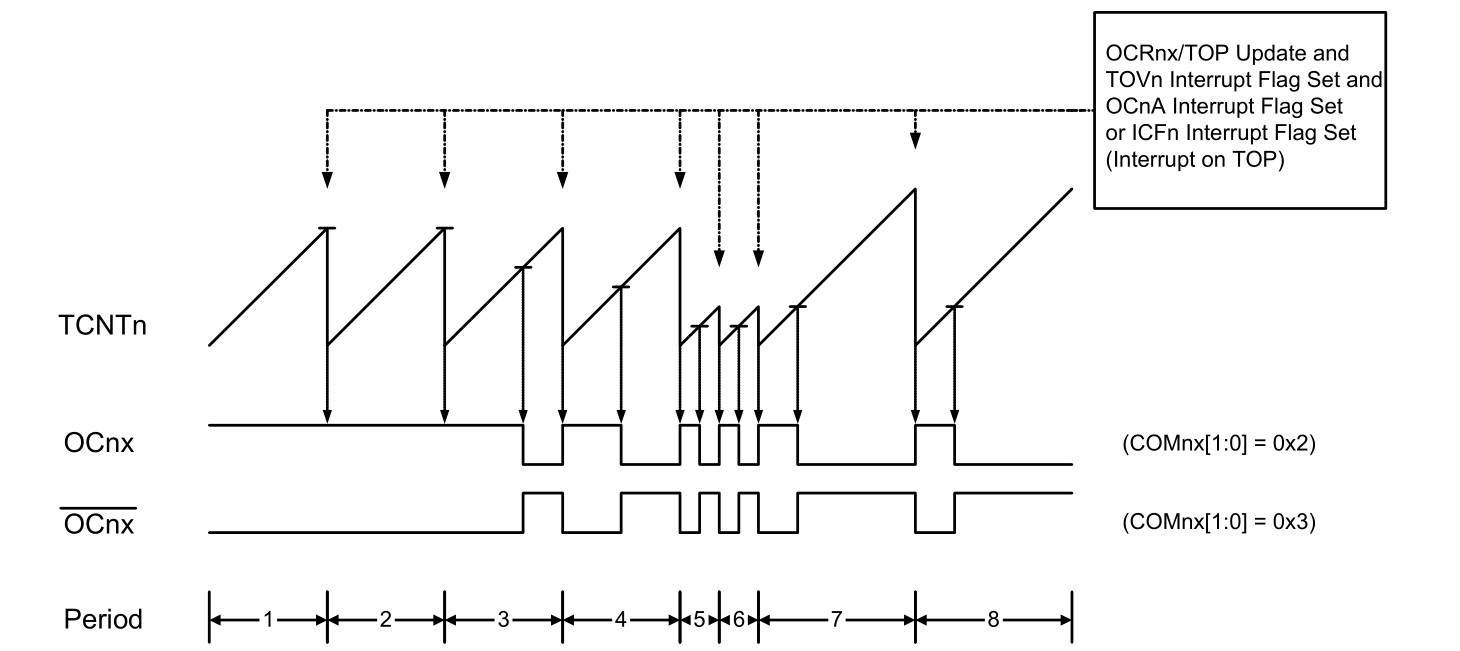 OCRnx/TOP Update and
TOVn Interrupt Flag Set and
OCnA Interrupt Flag Set
or ICFn Interrupt Flag Set
(Interrupt on TOP)
TCNTn
OCnx
(COMnx[1:0] = 0x2)
OCnx
(COMnx[1:0] = 0x3)
Period
1 2 3 4 5 6 7 8